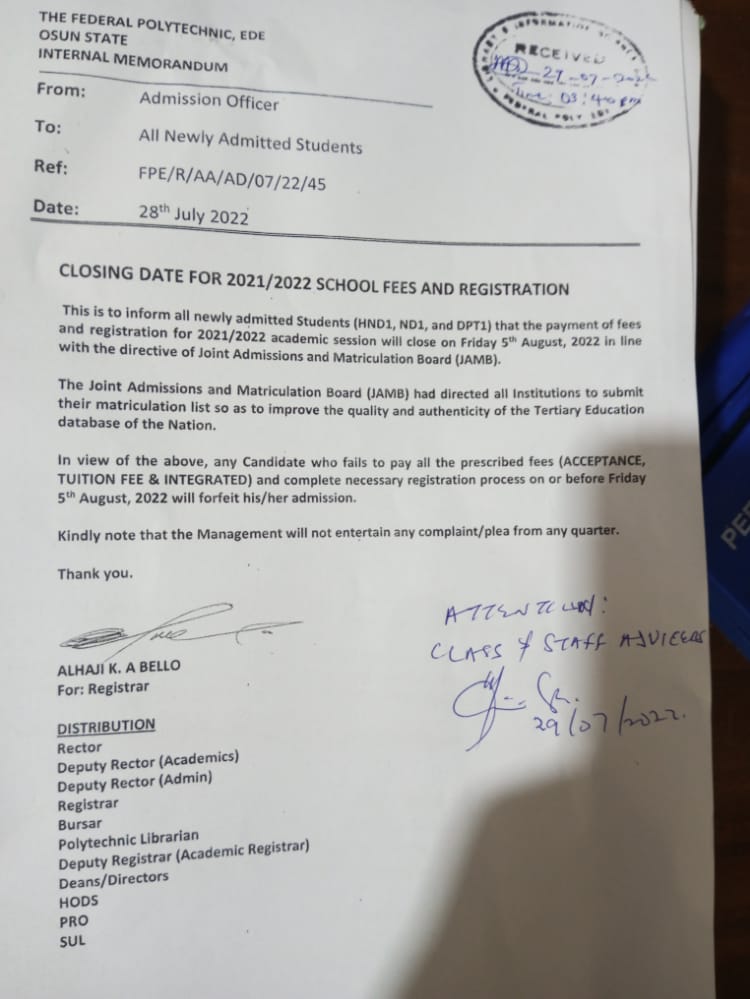 THE FEDERAL POLYTECHNIC, EDE
OSUN STATE
INTERNAL MEMORANDUM
RECEIVED
03:40pm
From: Admission Officer
To: All Newly Admitted Students
Ref: FPE/R/AA/AD/07/22/45
Date: 28th July 2022
CLOSING DATE FOR 2021/2022 SCHOOL FEES AND REGISTRATION
This is to inform all newly admitted Students (HND1, ND1, and DPT1) that the payment of fees
and registration for 2021/2022 academic session will close on Friday 5th August, 2022 in line
with the directive of Joint Admissions and Matriculation Board (JAMB).
The Joint Admissions and Matriculation Board (JAMB) had directed all Institutions to submit
their matriculation list so as to improve the quality and authenticity of the Tertiary Education
database of the Nation.
In view of the above, any Candidate who fails to pay all the prescribed fees (ACCEPTANCE,
TUITION FEE & INTEGRATED) and complete necessary registration process on or before Friday
5th August, 2022 will forfeit his/her admission.
Kindly note that the Management will not entertain any complaint/plea from any quarter.
Thank you.
ALHAJI K. A BELLO
For: Registrar
ATTENTION:
CLASS & STAFF ADVICERS
29/07/2022.
DISTRIBUTION
Rector
Deputy Rector (Academics)
Deputy Rector (Admin)
Registrar
Bursar
Polytechnic Librarian
Deputy Registrar (Academic Registrar)
Deans/Directors
HODS
PRO
SUL